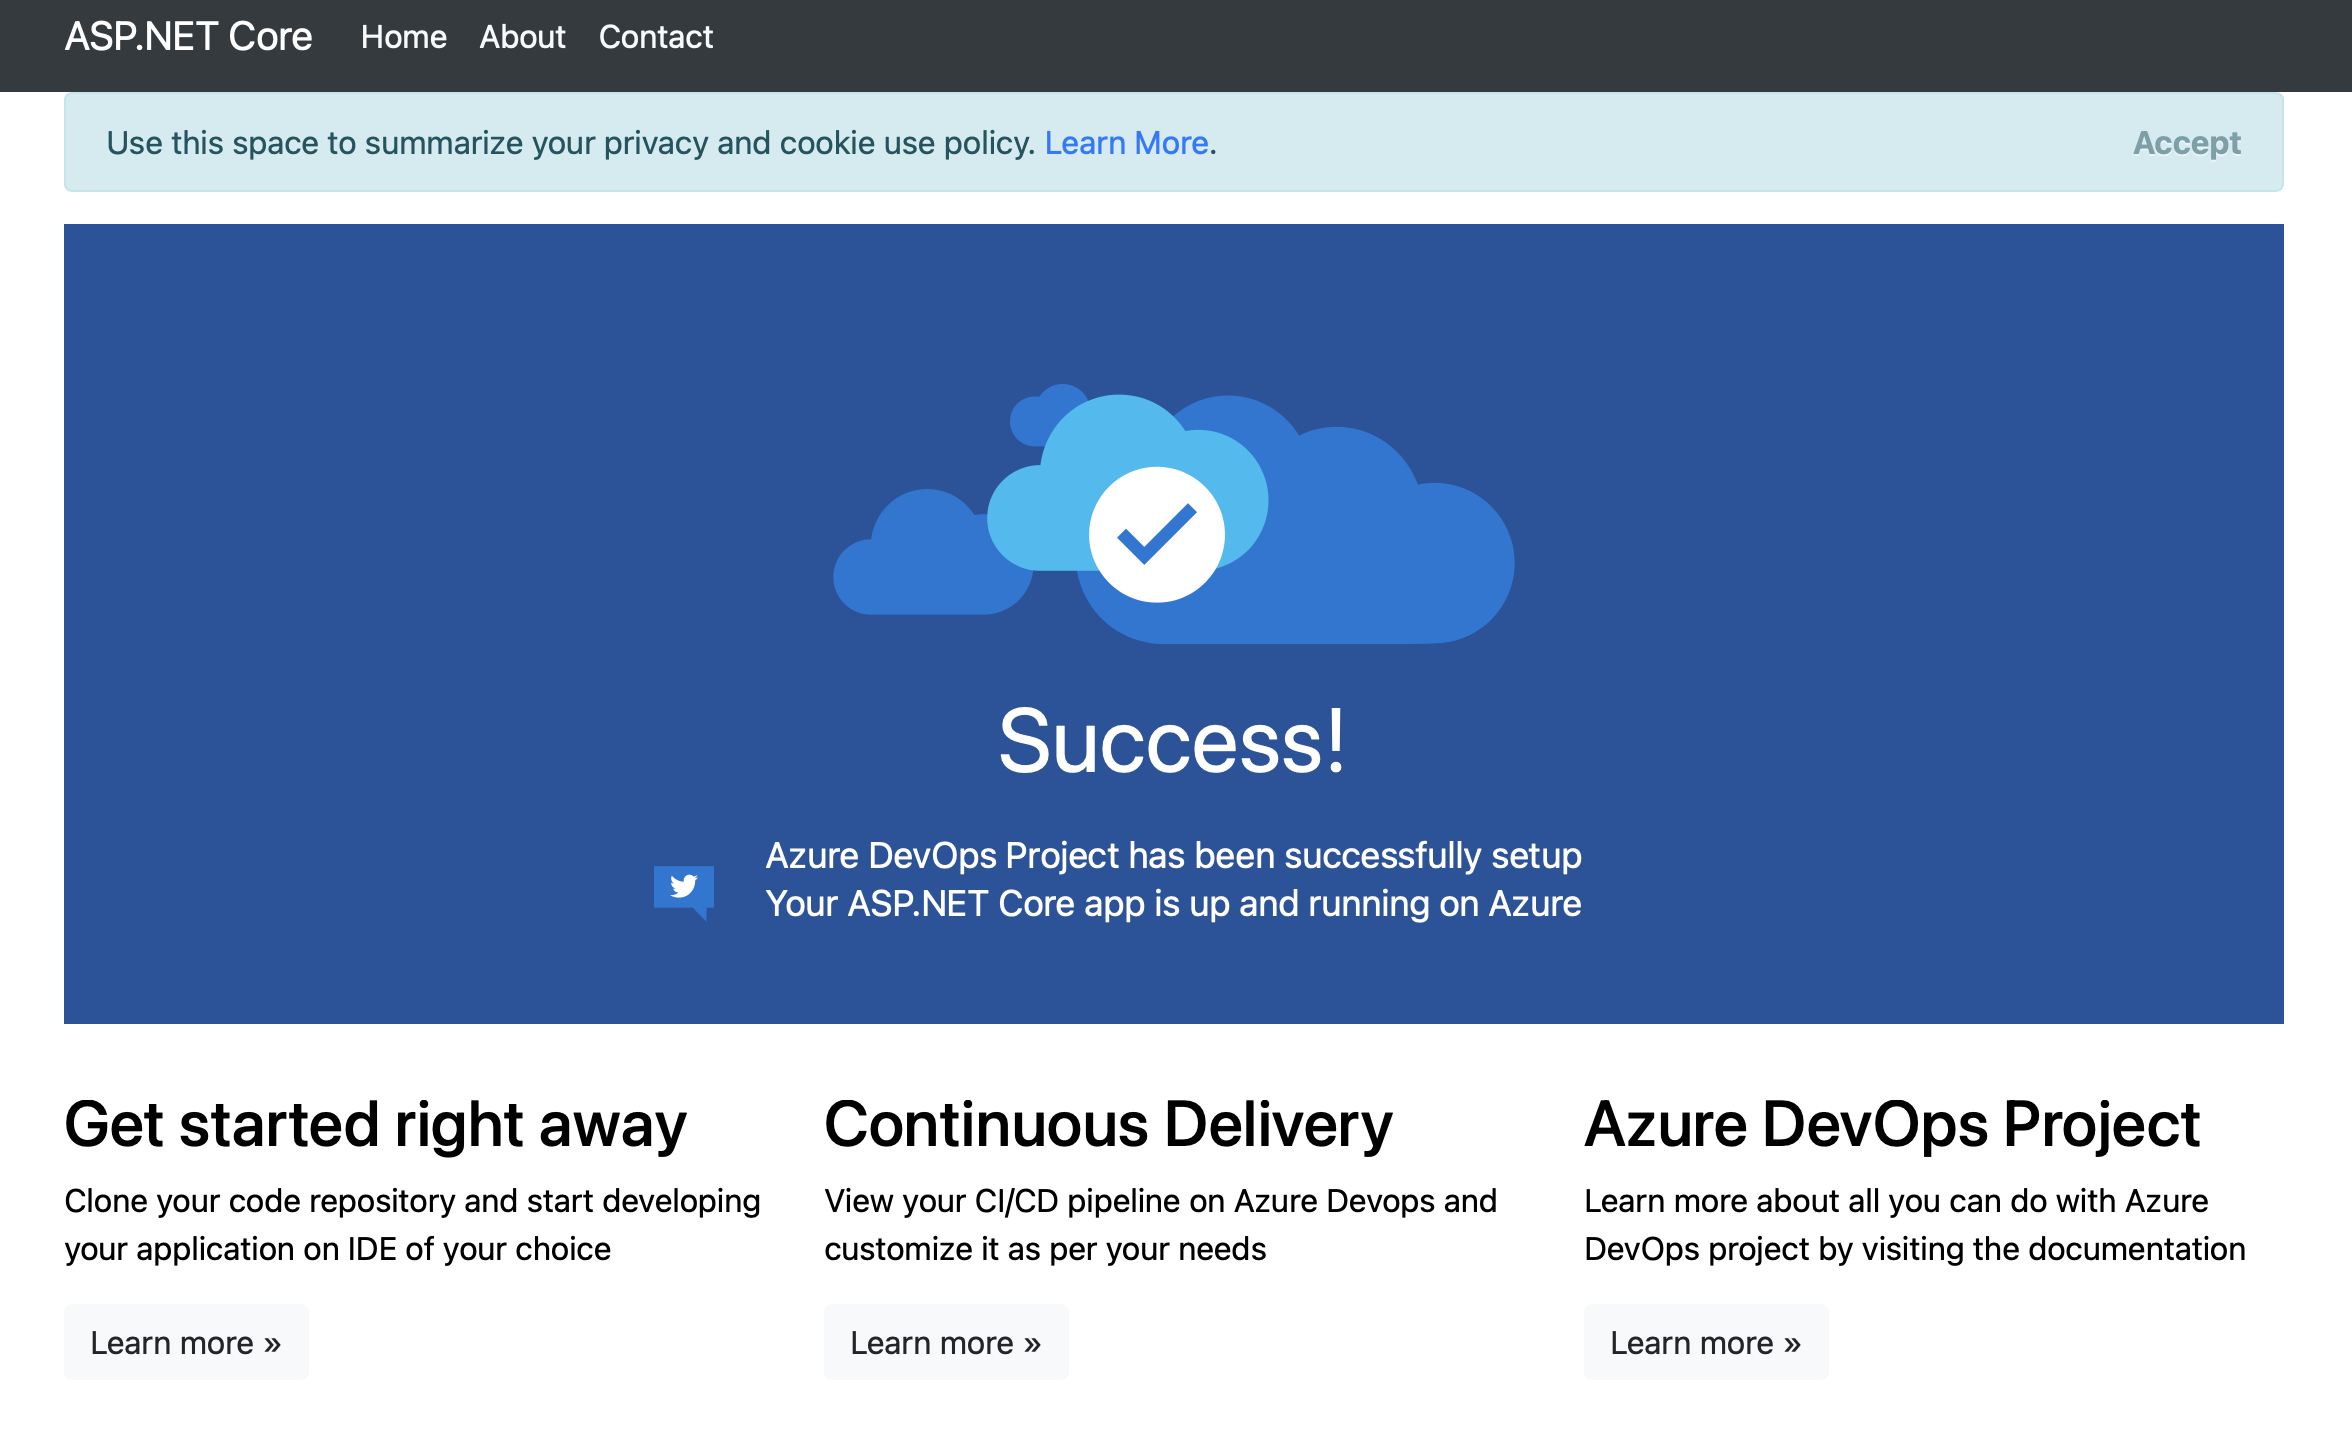 ASP.NET Core Home About Contact
Use this space to summarize your privacy and cookie use policy. Learn More. Accept
Success!
Azure DevOps Project has been successfully setup
Your ASP.NET Core app is up and running on Azure
Get started right away
Clone your code repository and start developing
your application on IDE of your choice
Learn more »
Continuous Delivery
View your CI/CD pipeline on Azure Devops and
customize it as per your needs
Learn more »
Azure DevOps Project
Learn more about all you can do with Azure
DevOps project by visiting the documentation
Learn more »